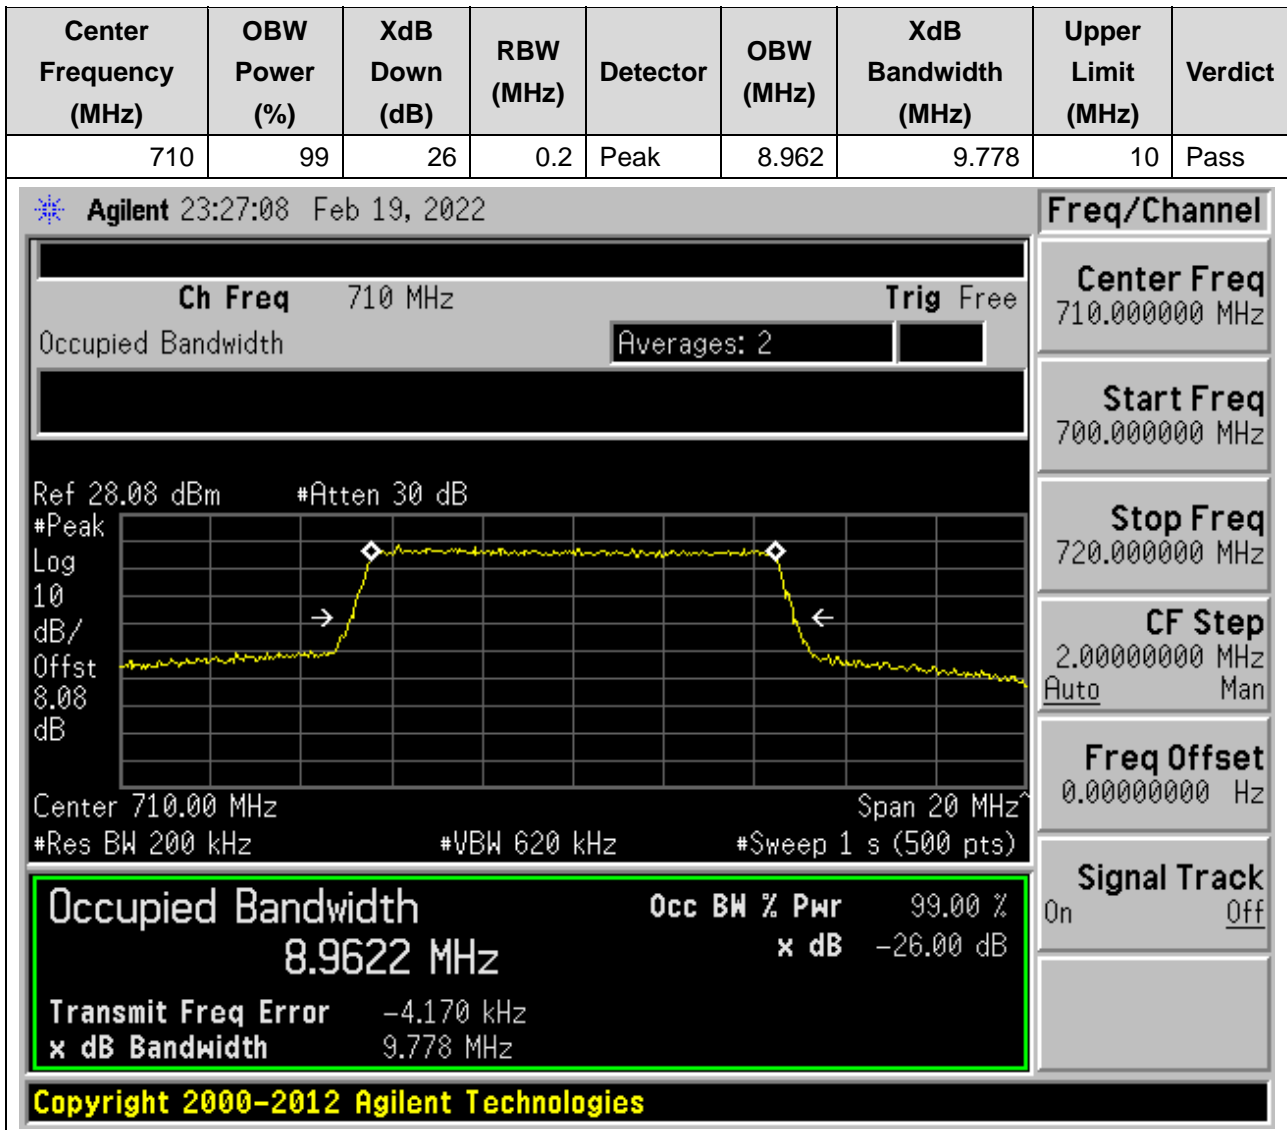 Center Frequency (MHz) OBW Power (%) XdB Down (dB) RBW (MHz) Detector OBW (MHz) XdB Bandwidth (MHz) Upper Limit (MHz) Verdict
710 99 26 0.2 Peak 8.962 9.778 10 Pass
Agilent 23:27:08 Feb 19, 2022
Freq/Channel
Ch Freq 710 MHz Trig Free
Occupied Bandwidth Averages: 2
Ref 28.08 dBm #Atten 30 dB
#Peak
Log
10
dB/
Offst
8.08
dB
Center 710.00 MHz Span 20 MHz^
#Res BW 200 kHz #VBW 620 kHz #Sweep 1 s (500 pts)
Occupied Bandwidth Occ BW % Pwr 99.00 %
8.9622 MHz x dB -26.00 dB
Transmit Freq Error -4.170 kHz
x dB Bandwidth 9.778 MHz
Center Freq
710.000000 MHz
Start Freq
700.000000 MHz
Stop Freq
720.000000 MHz
CF Step
2.00000000 MHz
Auto Man
Freq Offset
0.00000000 Hz
Signal Track
On Off
Copyright 2000-2012 Agilent Technologies